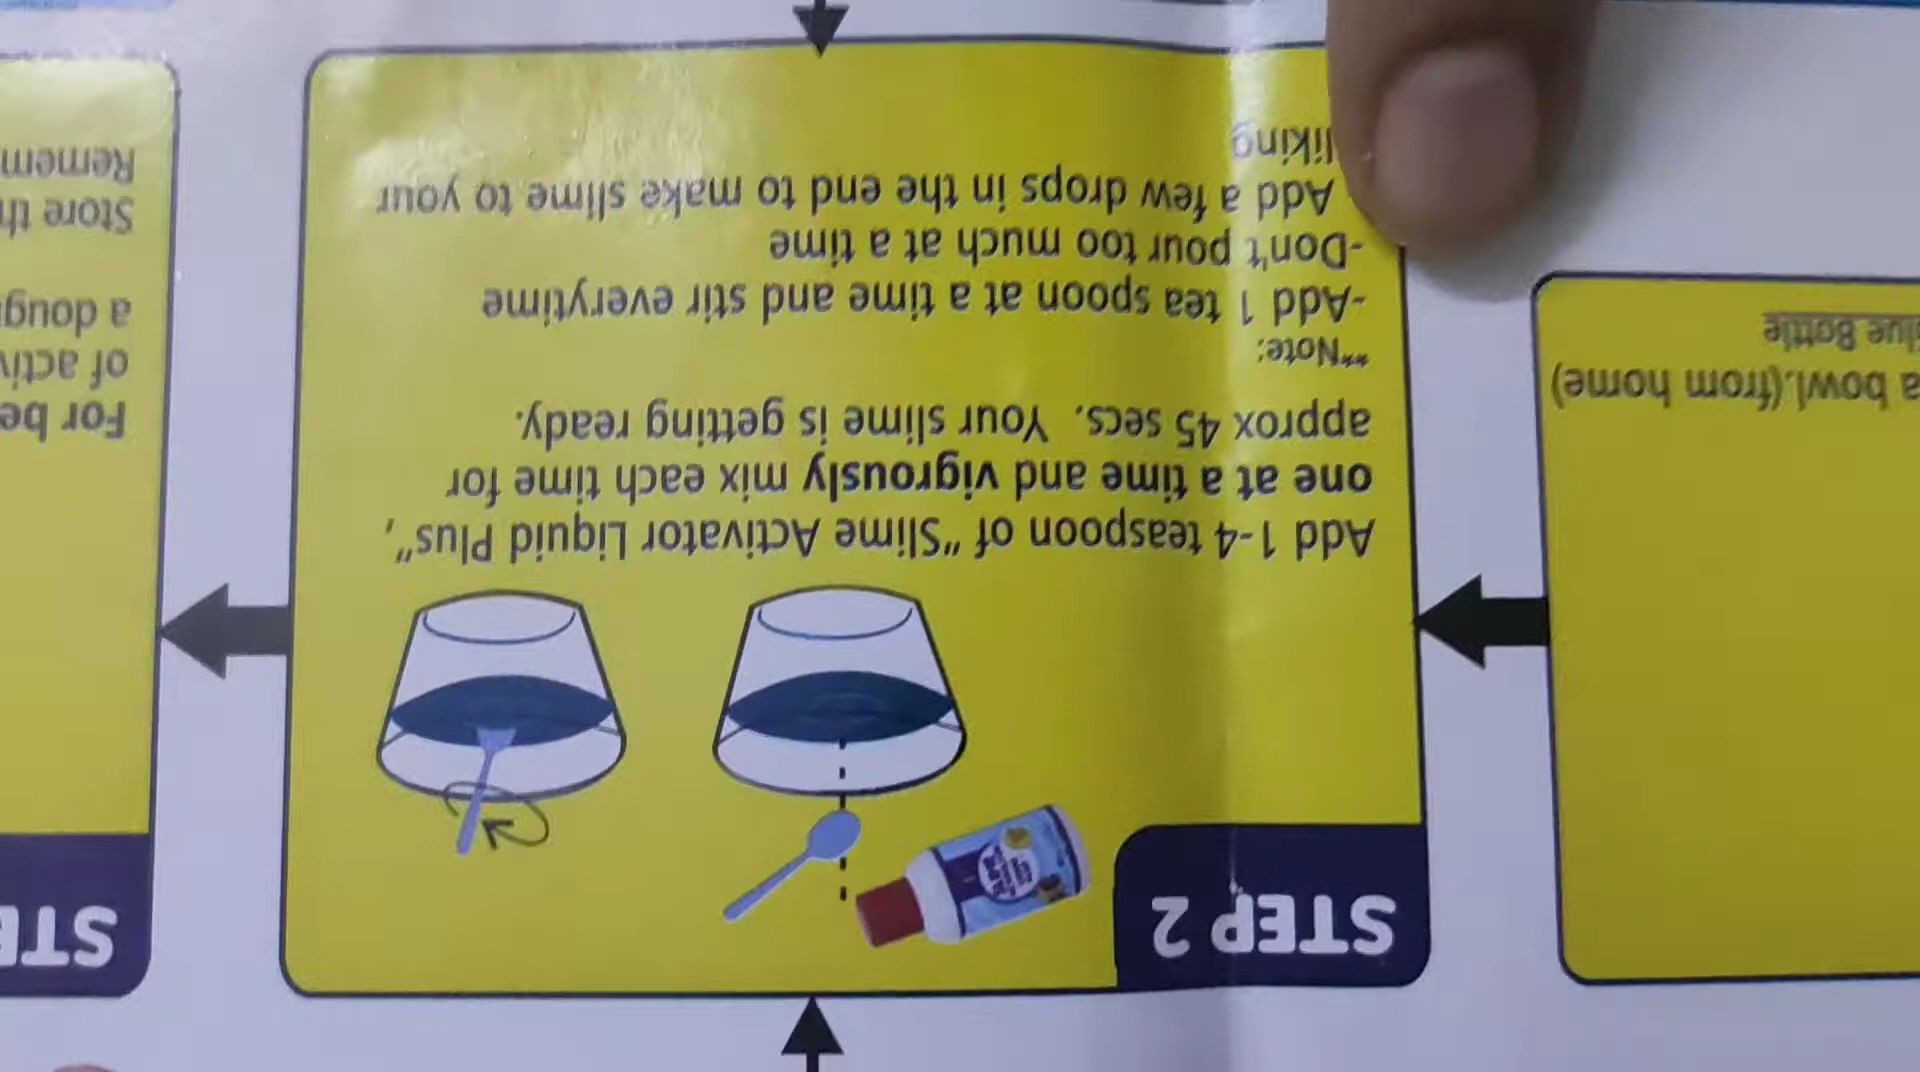 STEP 2
Add 1-4 teaspoon of "Slime Activator Liquid Plus",
one at a time and vigrously mix each time for
approx 45 secs. Your slime is getting ready.
**Note:
-Add 1 tea spoon at a time and stir everytime
-Don't pour too much at a time
Add a few drops in the end to make slime to your
liking
a bowl.(from home)
Bottle
For be
of activ
a doug
Store th
Remem